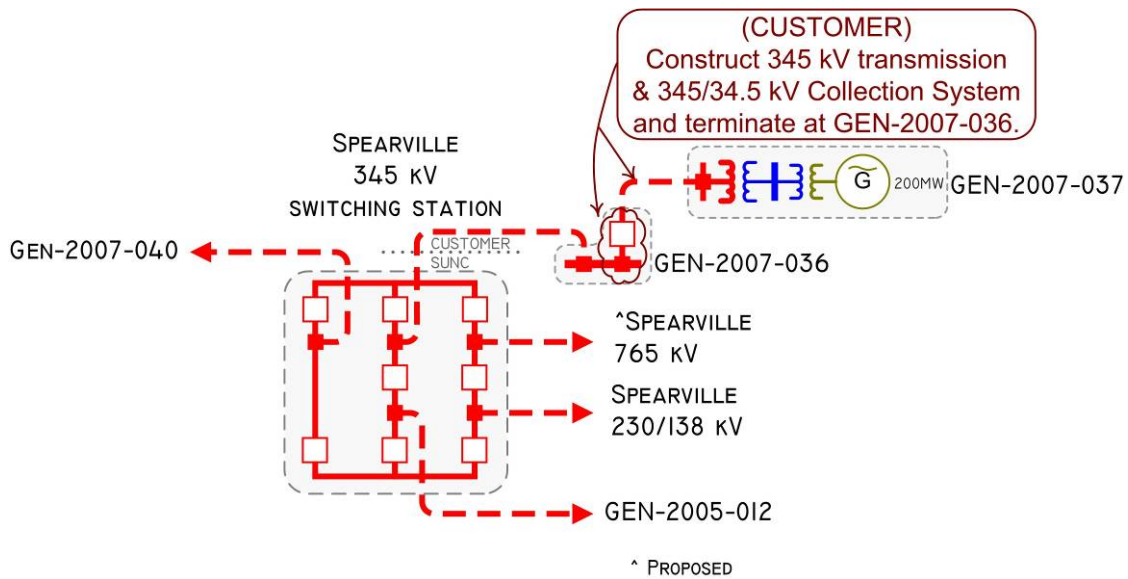 (CUSTOMER)
Construct 345 kV transmission
& 345/34.5 kV Collection System
and terminate at GEN-2007-036.
SPEARVILLE
345 KV
SWITCHING STATION
G
200MW
GEN-2007-037
GEN-2007-040
CUSTOMER
SUNC
GEN-2007-036
^SPEARVILLE
765 KV
SPEARVILLE
230/138 KV
GEN-2005-012
^ PROPOSED